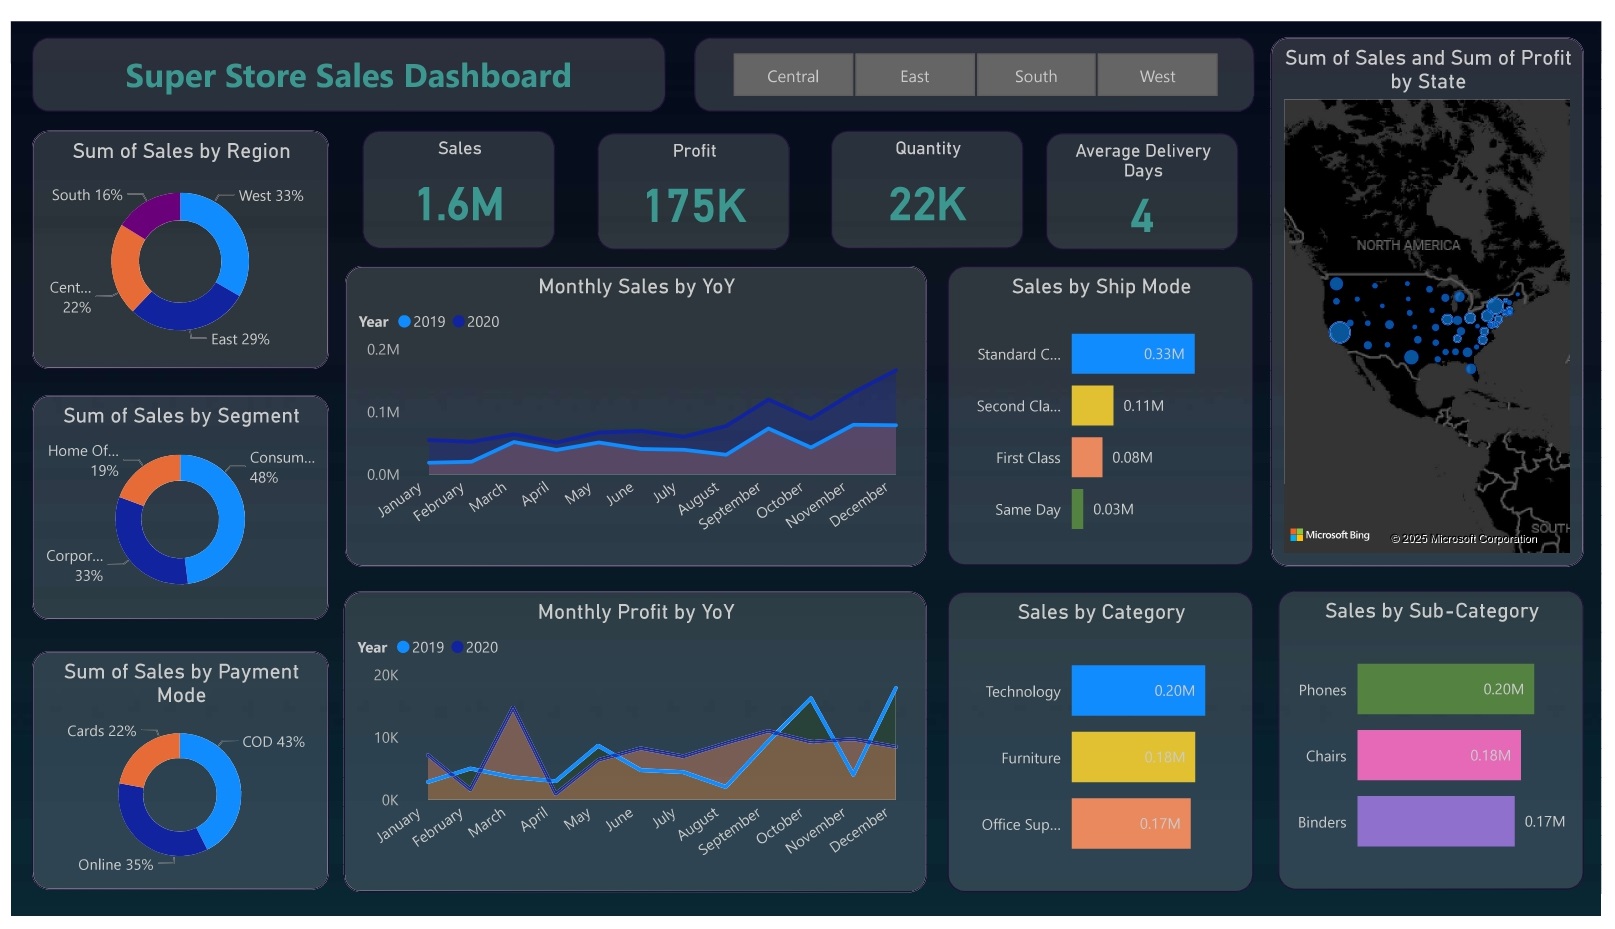 Super Store Sales Dashboard
Central
East
South
West
Sum of Sales and Sum of Profit
by State
NORTH AMERICA
SOUTH
Microsoft Bing
© 2025 Microsoft Corporation
Sum of Sales by Region
South 16%
West 33%
Cent...
22%
East 29%
Sales
1.6M
Profit
175K
Quantity
22K
Average Delivery
Days
4
Sum of Sales by Segment
Home Of...
19%
Consum...
48%
Corpor...
33%
Monthly Sales by YoY
Year 2019 2020
0.2M
0.1M
0.0M
January
February
March
April
May
June
July
August
September
October
November
December
Sales by Ship Mode
Standard C... 0.33M
Second Cla... 0.11M
First Class 0.08M
Same Day 0.03M
Sum of Sales by Payment
Mode
Cards 22%
COD 43%
Online 35%
Monthly Profit by YoY
Year 2019 2020
20K
10K
0K
January
February
March
April
May
June
July
August
September
October
November
December
Sales by Category
Technology 0.20M
Furniture 0.18M
Office Sup... 0.17M
Sales by Sub-Category
Phones 0.20M
Chairs 0.18M
Binders 0.17M